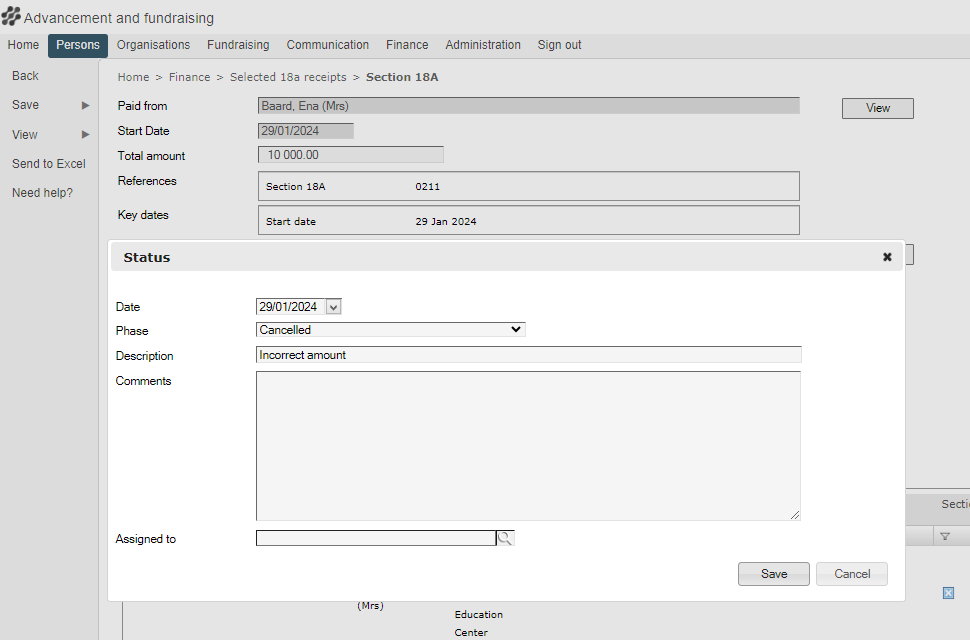 Advancement and fundraising
Home Persons Organisations Fundraising Communication Finance Administration Sign out
Back
Save
View
Send to Excel
Need help?
Home > Finance > Selected 18a receipts > Section 18A
Paid from Baard, Ena (Mrs) View
Start Date 29/01/2024
Total amount 10 000.00
References Section 18A 0211
Key dates Start date 29 Jan 2024
Status
Date 29/01/2024
Phase Cancelled
Description Incorrect amount
Comments
Assigned to
Save Cancel
Sectio
(Mrs)
Education
Center